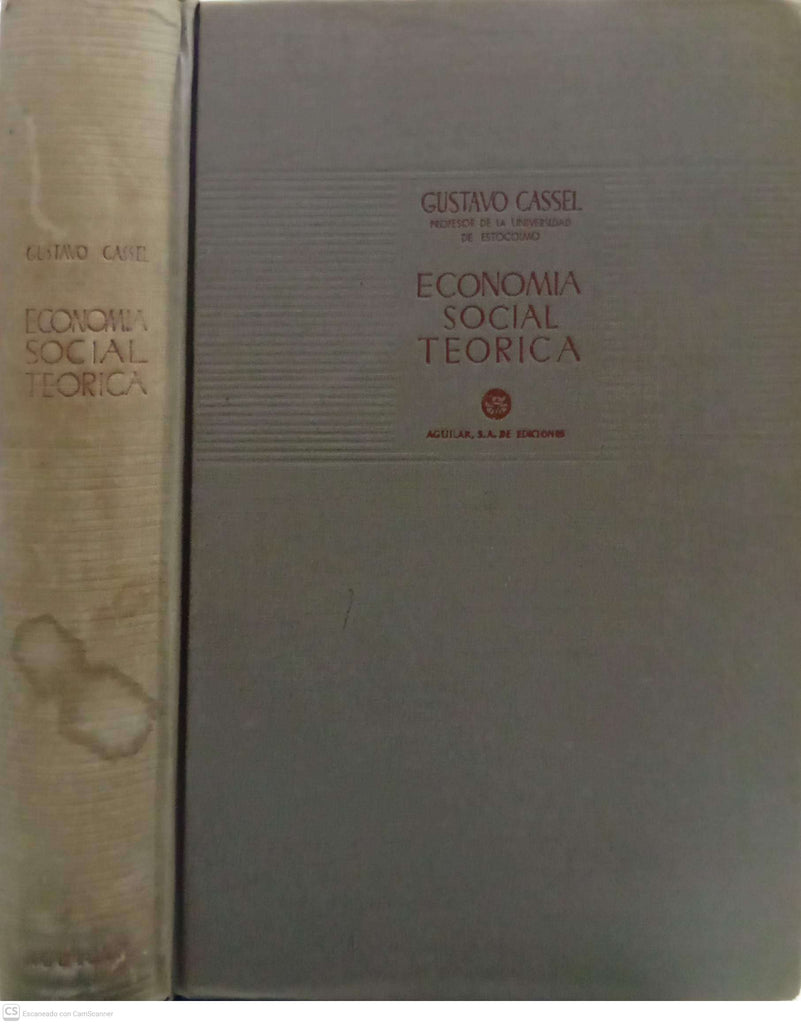 GUSTAVO CASSEL
ECONOMIA
SOCIAL
TEORICA
GUSTAVO CASSEL
PROFESOR DE LA UNIVERSIDAD
DE ESTOCOLMO
ECONOMIA
SOCIAL
TEORICA
AGUILAR, S.A. DE EDICIONES
CS Escaneado con CamScanner